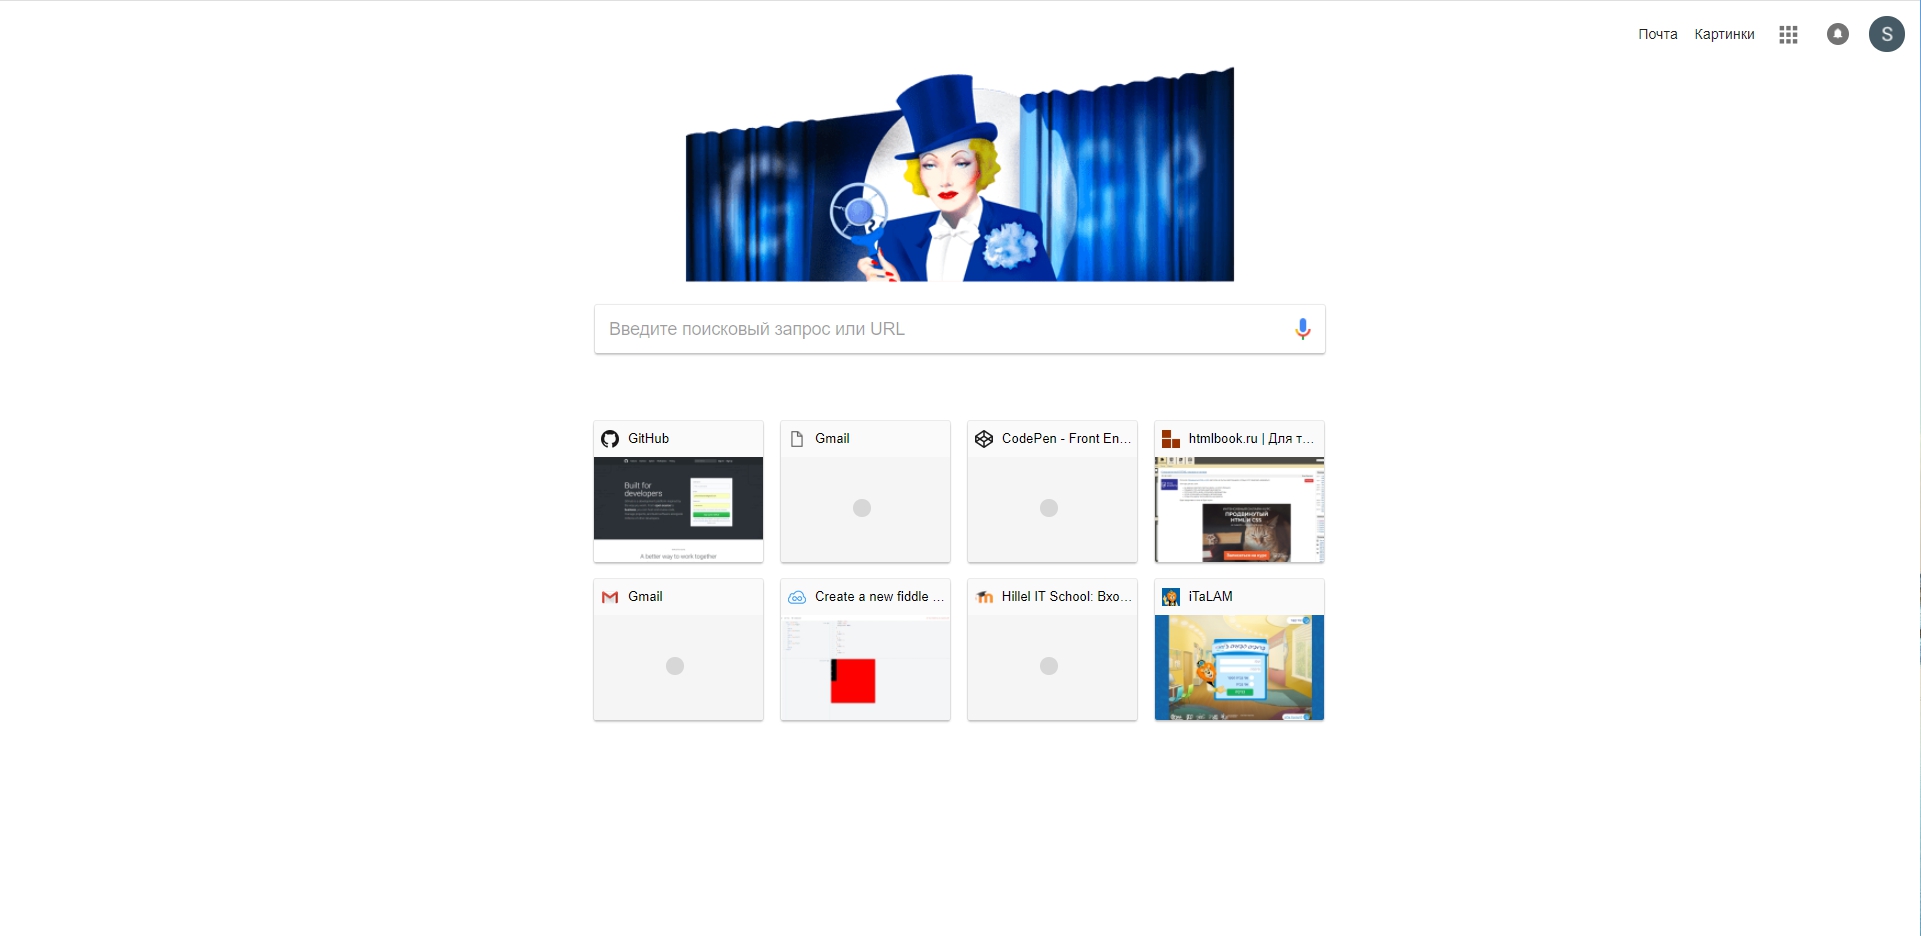 Почта Картинки S
Google
Введите поисковый запрос или URL
GitHub
Gmail
CodePen - Front En...
htmlbook.ru | Для т...
Built for
developers
A better way to work together
ПРОДВИНУТЫЙ
HTML И CSS
Gmail
Create a new fiddle ...
Hillel IT School: Вхо...
iTaLAM